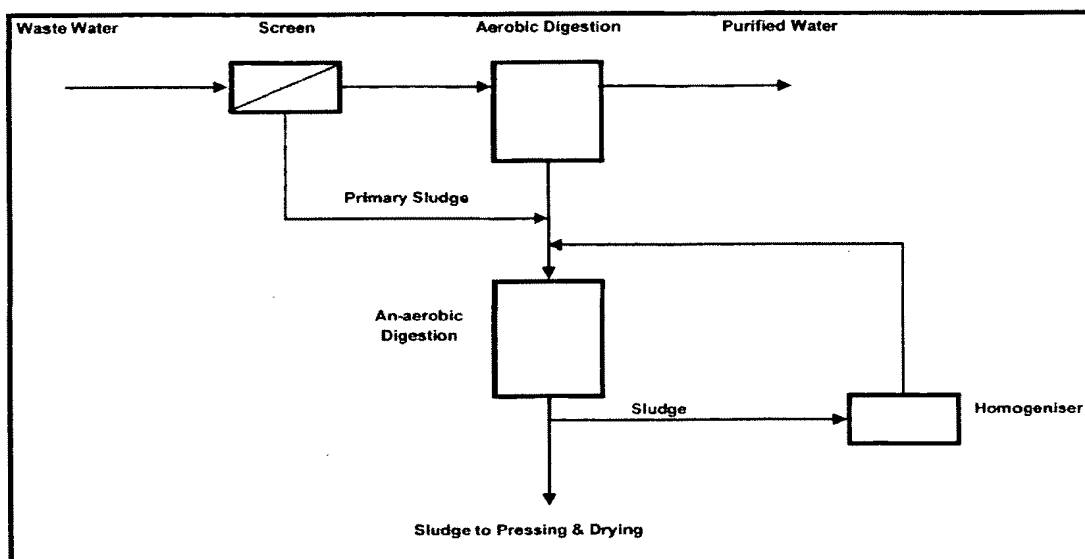 Waste Water
Screen
Aerobic Digestion
Purified Water
Primary Sludge
An-aerobic
Digestion
Sludge
Homogeniser
Sludge to Pressing & Drying